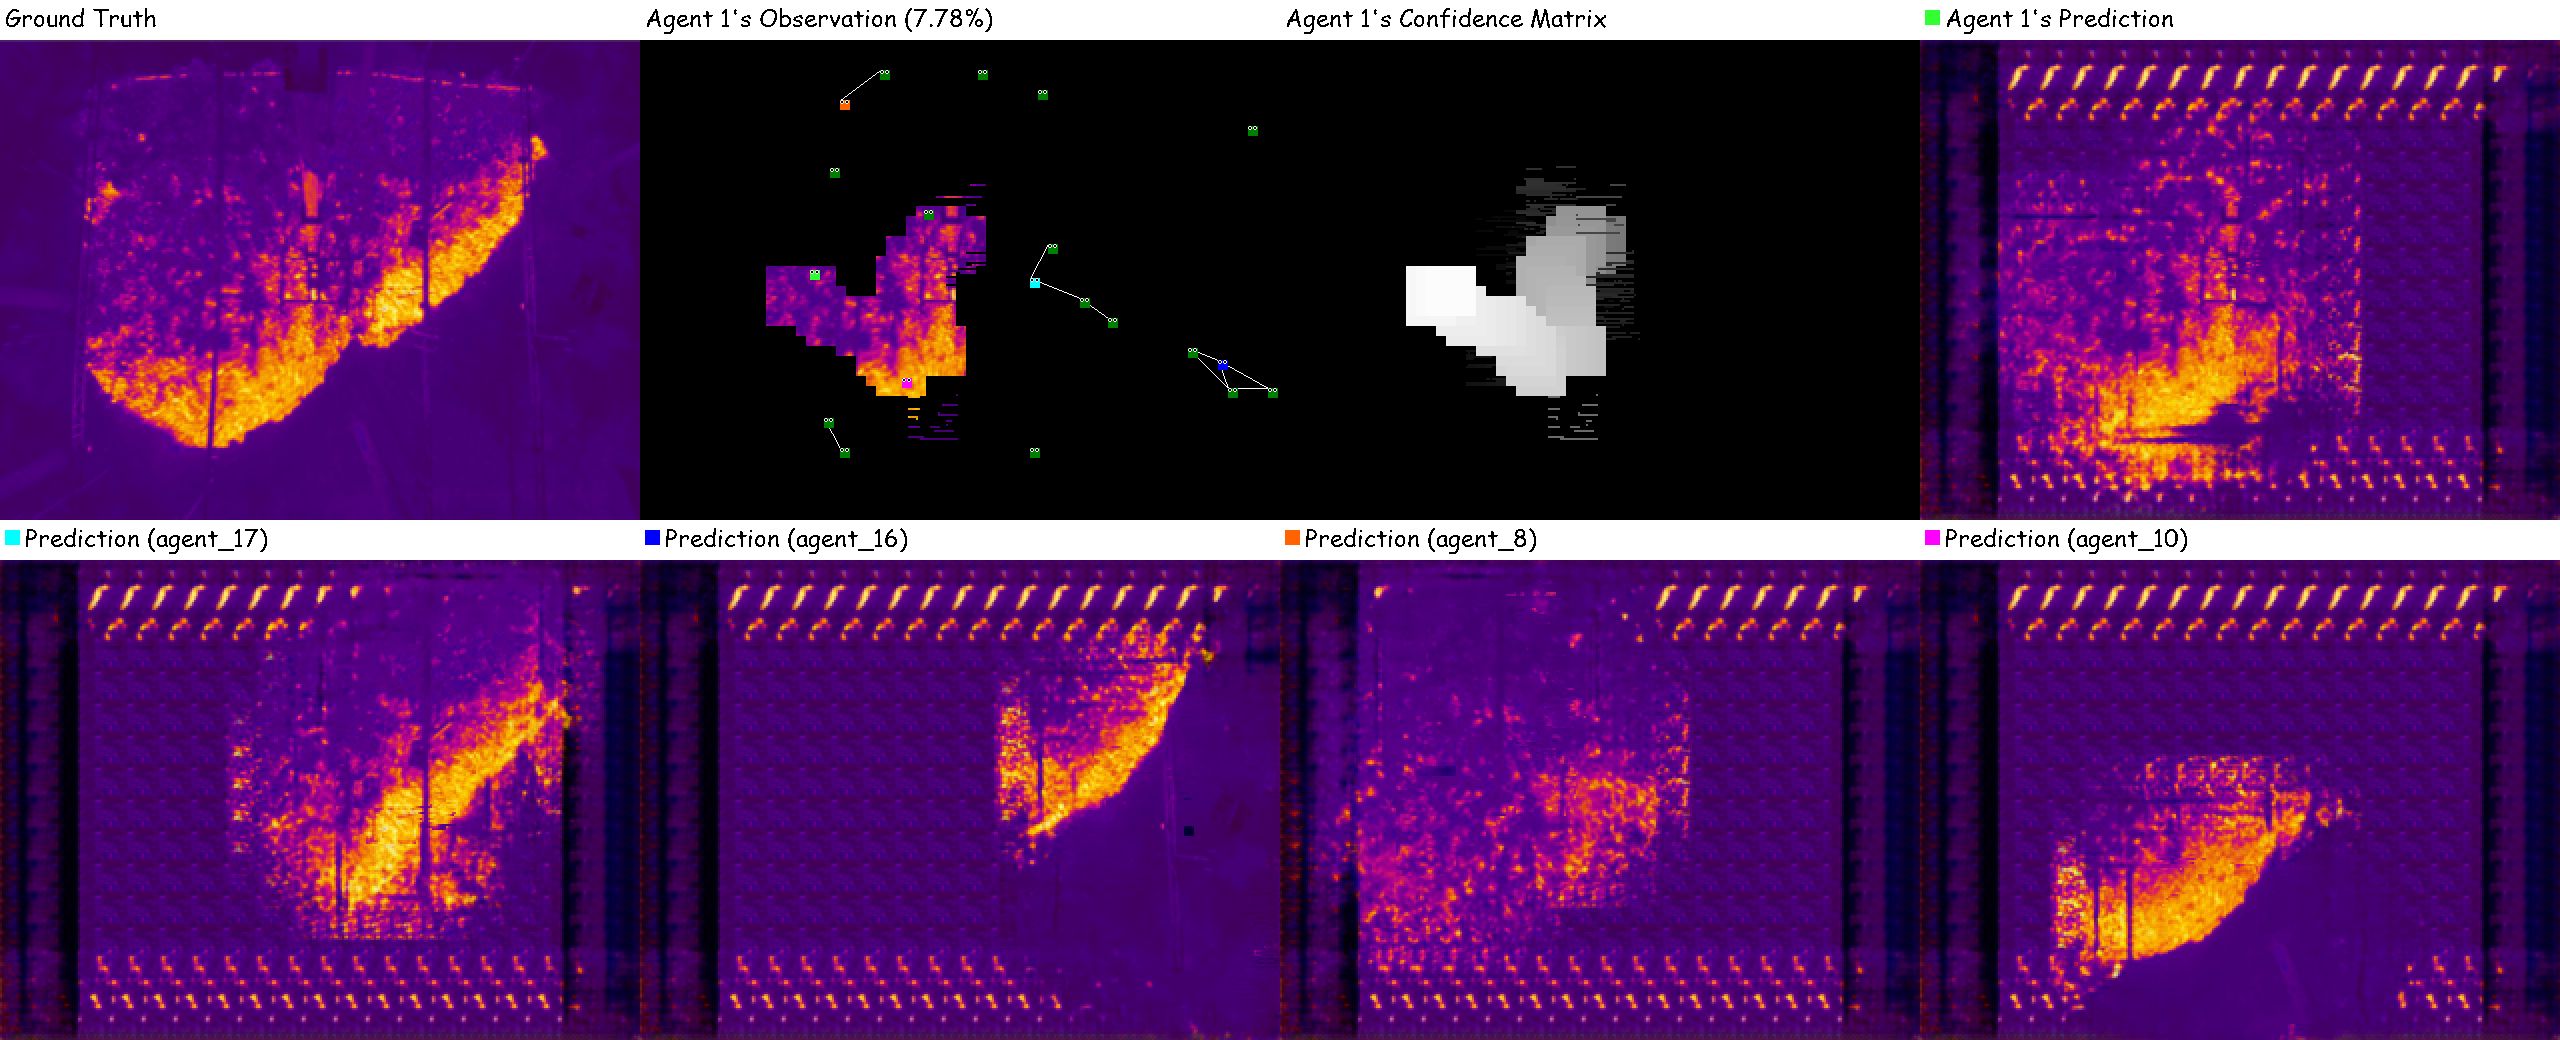 Ground Truth
Agent 1's Observation (7.78%)
Agent 1's Confidence Matrix
Agent 1's Prediction
Prediction (agent_17)
Prediction (agent_16)
Prediction (agent_8)
Prediction (agent_10)